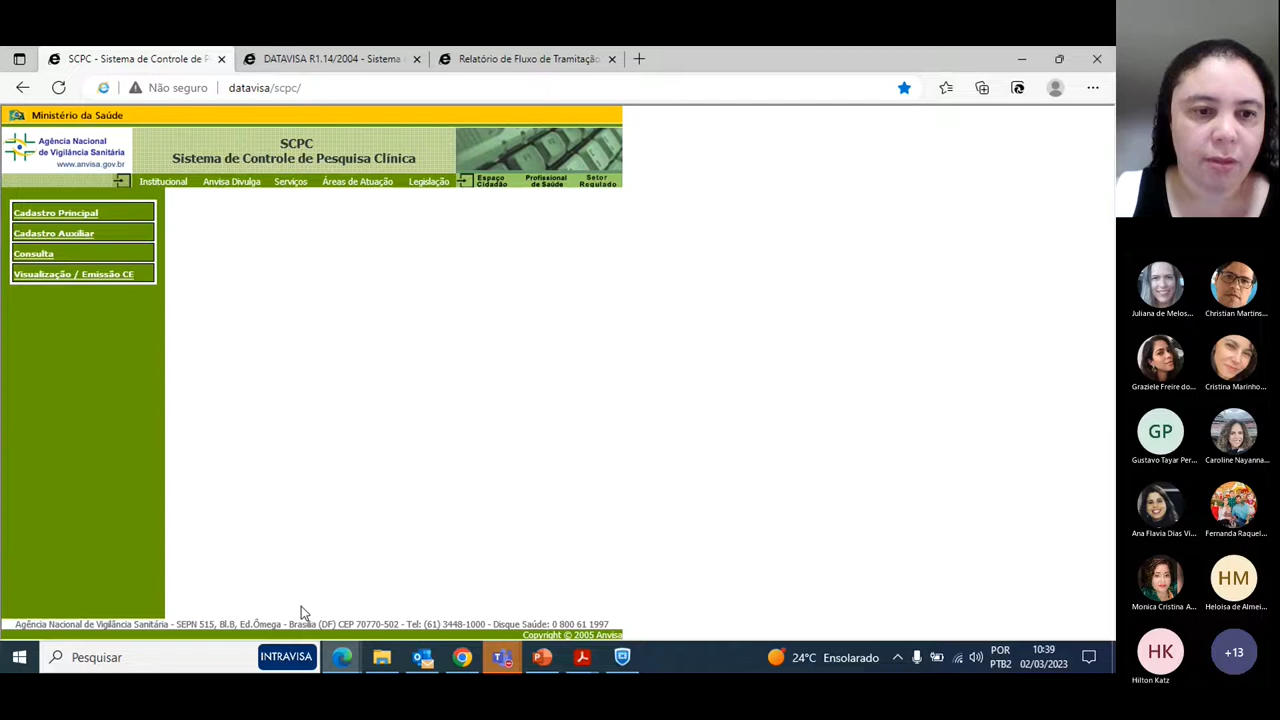 SCPC - Sistema de Controle de P
DATAVISA R1.14/2004 - Sistema
Relatório de Fluxo de Tramitação
Não seguro
datavisa/scpc/
Ministério da Saúde
Agência Nacional
de Vigilância Sanitária
www.anvisa.gov.br
SCPC
Sistema de Controle de Pesquisa Clínica
Institucional
Anvisa Divulga
Serviços
Áreas de Atuação
Legislação
Espaço
Cidadão
Profissional
de Saúde
Setor
Regulado
Cadastro Principal
Cadastro Auxiliar
Consulta
Visualização / Emissão CE
Agência Nacional de Vigilância Sanitária - SEPN 515, Bl.B, Ed.Ômega - Brasília (DF) CEP 70770-502 - Tel: (61) 3448-1000 - Disque Saúde: 0 800 61 1997
Copyright © 2005 Anvisa
Pesquisar
INTRAVISA
24°C Ensolarado
POR
PTB2
10:39
02/03/2023
Juliana de Melos...
Christian Martins...
Graziele Freire do...
Cristina Marinho...
GP
Gustavo Tayar Per...
Caroline Nayanna...
Ana Flavia Dias Vi...
Fernanda Raquel...
Monica Cristina A...
HM
Heloisa de Almei...
HK
Hilton Katz
+13